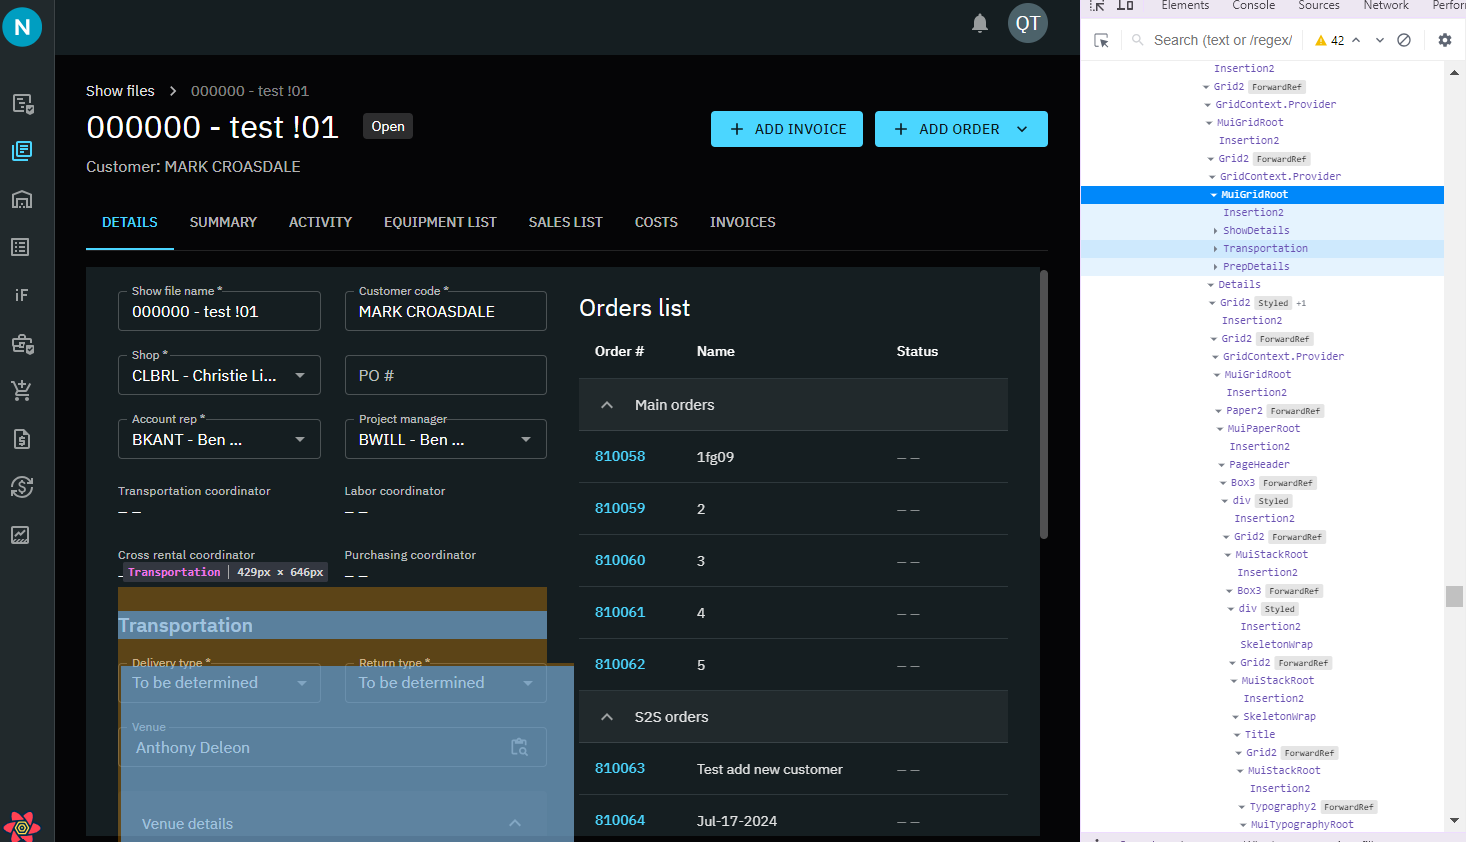 N
QT
Show files > 000000 - test !01
000000 - test !01
Open
ADD INVOICE
ADD ORDER
Customer: MARK CROASDALE
DETAILS
SUMMARY
ACTIVITY
EQUIPMENT LIST
SALES LIST
COSTS
INVOICES
iF
Show file name *
000000 - test !01
Customer code *
MARK CROASDALE
Shop *
CLBRL - Christie Li...
PO #
Account rep *
BKANT - Ben ...
Project manager
BWILL - Ben ...
Transportation coordinator
– –
Labor coordinator
– –
Cross rental coordinator
Purchasing coordinator
– –
Transportation | 429px × 646px
Transportation
Delivery type *
To be determined
Return type *
To be determined
Venue
Anthony Deleon
Venue details
Orders list
Order # Name Status
Main orders
810058 1fg09 – –
810059 2 – –
810060 3 – –
810061 4 – –
810062 5 – –
S2S orders
810063 Test add new customer – –
810064 Jul-17-2024 – –
Elements Console Sources Network Perfor
Search (text or /regex/
42
Insertion2
Grid2 ForwardRef
GridContext.Provider
MuiGridRoot
Insertion2
Grid2 ForwardRef
GridContext.Provider
MuiGridRoot
Insertion2
ShowDetails
Transportation
PrepDetails
Details
Grid2 Styled +1
Insertion2
Grid2 ForwardRef
GridContext.Provider
MuiGridRoot
Insertion2
Paper2 ForwardRef
MuiPaperRoot
Insertion2
PageHeader
Box3 ForwardRef
div Styled
Insertion2
Grid2 ForwardRef
MuiStackRoot
Insertion2
Box3 ForwardRef
div Styled
Insertion2
SkeletonWrap
Grid2 ForwardRef
MuiStackRoot
Insertion2
SkeletonWrap
Title
Grid2 ForwardRef
MuiStackRoot
Insertion2
Typography2 ForwardRef
MuiTypographyRoot